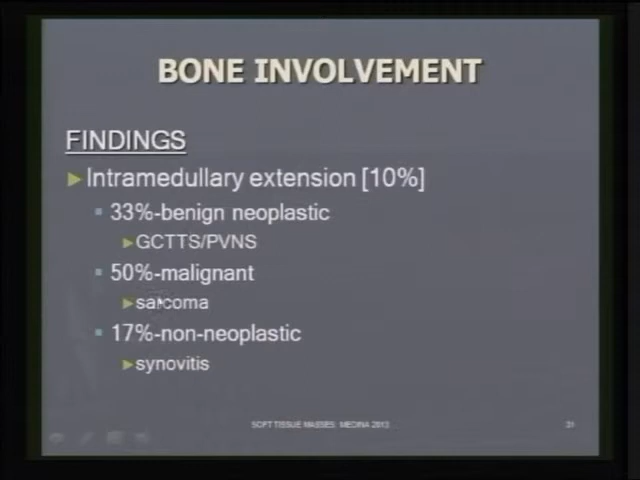 BONE INVOLVEMENT
FINDINGS
Intramedullary extension [10%]
33%-benign neoplastic
GCTTS/PVNS
50%-malignant
sarcoma
17%-non-neoplastic
synovitis
SOFT TISSUE MASSES MEDINA 2013
31